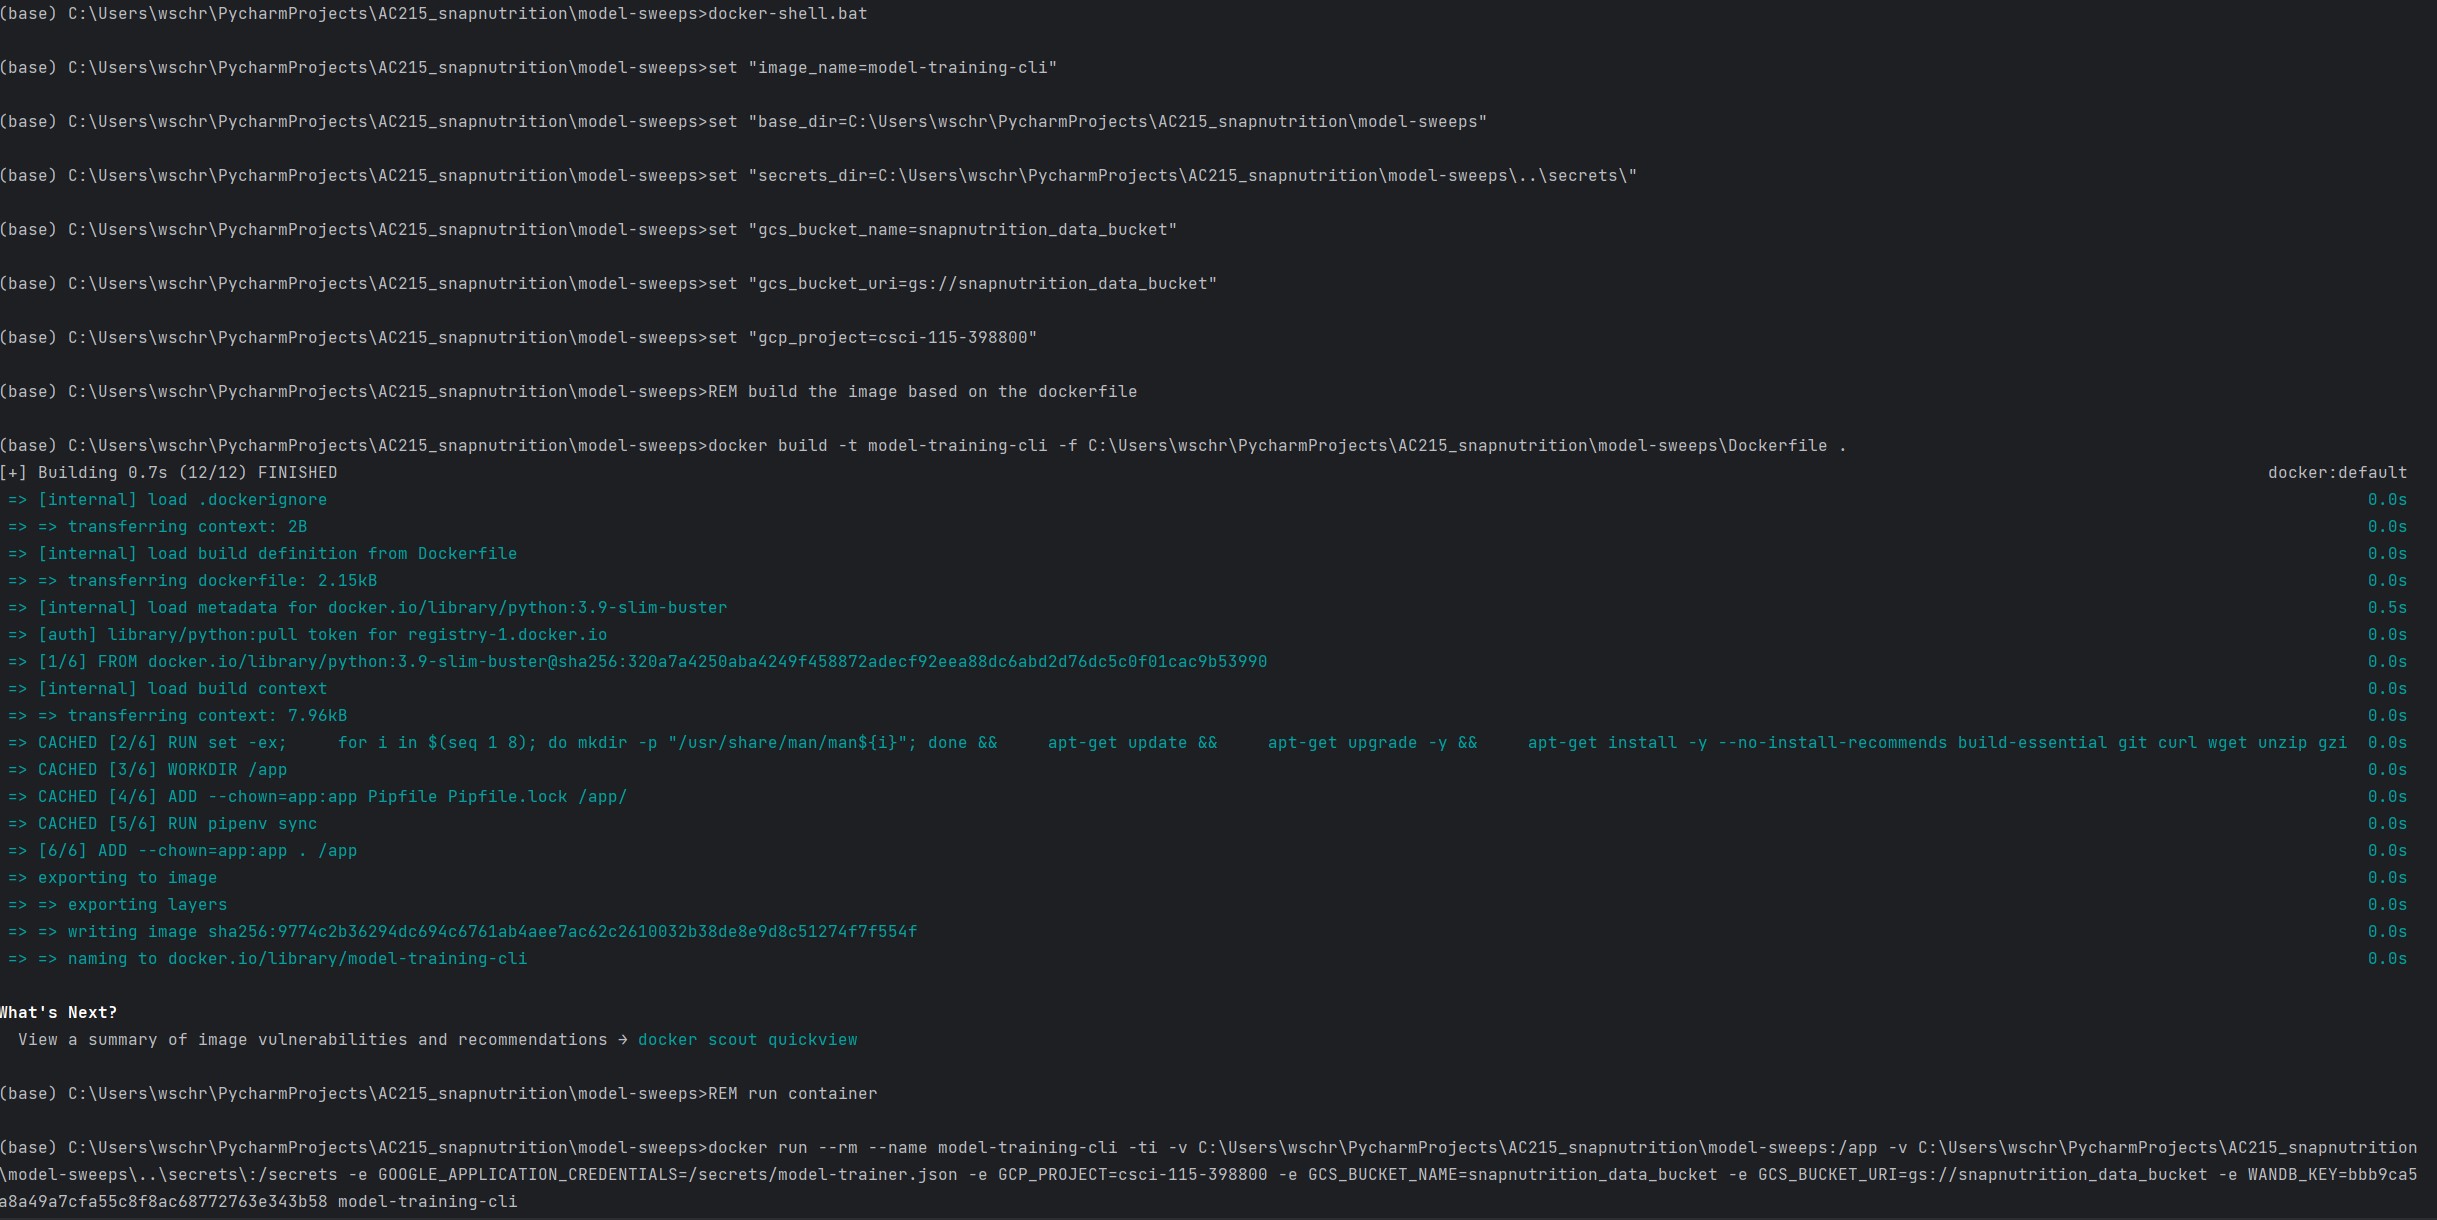 (base) C:\Users\wschr\PycharmProjects\AC215_snapnutrition\model-sweeps>docker-shell.bat
(base) C:\Users\wschr\PycharmProjects\AC215_snapnutrition\model-sweeps>set "image_name=model-training-cli"
(base) C:\Users\wschr\PycharmProjects\AC215_snapnutrition\model-sweeps>set "base_dir=C:\Users\wschr\PycharmProjects\AC215_snapnutrition\model-sweeps"
(base) C:\Users\wschr\PycharmProjects\AC215_snapnutrition\model-sweeps>set "secrets_dir=C:\Users\wschr\PycharmProjects\AC215_snapnutrition\model-sweeps\..\secrets\"
(base) C:\Users\wschr\PycharmProjects\AC215_snapnutrition\model-sweeps>set "gcs_bucket_name=snapnutrition_data_bucket"
(base) C:\Users\wschr\PycharmProjects\AC215_snapnutrition\model-sweeps>set "gcs_bucket_uri=gs://snapnutrition_data_bucket"
(base) C:\Users\wschr\PycharmProjects\AC215_snapnutrition\model-sweeps>set "gcp_project=csci-115-398800"
(base) C:\Users\wschr\PycharmProjects\AC215_snapnutrition\model-sweeps>REM build the image based on the dockerfile
(base) C:\Users\wschr\PycharmProjects\AC215_snapnutrition\model-sweeps>docker build -t model-training-cli -f C:\Users\wschr\PycharmProjects\AC215_snapnutrition\model-sweeps\Dockerfile .
[+] Building 0.7s (12/12) FINISHED docker:default
=> [internal] load .dockerignore 0.0s
=> => transferring context: 2B 0.0s
=> [internal] load build definition from Dockerfile 0.0s
=> => transferring dockerfile: 2.15kB 0.0s
=> [internal] load metadata for docker.io/library/python:3.9-slim-buster 0.5s
=> [auth] library/python:pull token for registry-1.docker.io 0.0s
=> [1/6] FROM docker.io/library/python:3.9-slim-buster@sha256:320a7a4250aba4249f458872adecf92eea88dc6abd2d76dc5c0f01cac9b53990 0.0s
=> [internal] load build context 0.0s
=> => transferring context: 7.96kB 0.0s
=> CACHED [2/6] RUN set -ex;     for i in $(seq 1 8); do mkdir -p "/usr/share/man/man${i}"; done &&     apt-get update &&     apt-get upgrade -y &&     apt-get install -y --no-install-recommends build-essential git curl wget unzip gzi 0.0s
=> CACHED [3/6] WORKDIR /app 0.0s
=> CACHED [4/6] ADD --chown=app:app Pipfile Pipfile.lock /app/ 0.0s
=> CACHED [5/6] RUN pipenv sync 0.0s
=> [6/6] ADD --chown=app:app . /app 0.0s
=> exporting to image 0.0s
=> => exporting layers 0.0s
=> => writing image sha256:9774c2b36294dc694c6761ab4aee7ac62c2610032b38de8e9d8c51274f7f554f 0.0s
=> => naming to docker.io/library/model-training-cli 0.0s
What's Next?
View a summary of image vulnerabilities and recommendations → docker scout quickview
(base) C:\Users\wschr\PycharmProjects\AC215_snapnutrition\model-sweeps>REM run container
(base) C:\Users\wschr\PycharmProjects\AC215_snapnutrition\model-sweeps>docker run --rm --name model-training-cli -ti -v C:\Users\wschr\PycharmProjects\AC215_snapnutrition\model-sweeps:/app -v C:\Users\wschr\PycharmProjects\AC215_snapnutrition
\model-sweeps\..\secrets\:/secrets -e GOOGLE_APPLICATION_CREDENTIALS=/secrets/model-trainer.json -e GCP_PROJECT=csci-115-398800 -e GCS_BUCKET_NAME=snapnutrition_data_bucket -e GCS_BUCKET_URI=gs://snapnutrition_data_bucket -e WANDB_KEY=bbb9ca5
a8a49a7cfa55c8f8ac68772763e343b58 model-training-cli